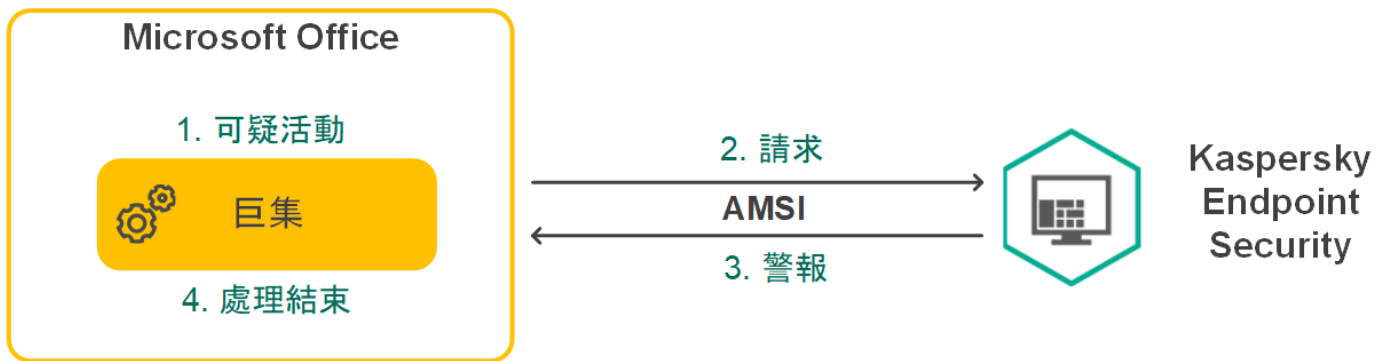 Microsoft Office
1. 可疑活動
巨集
4. 處理結束
2. 請求
AMSI
3. 警報
Kaspersky
Endpoint
Security